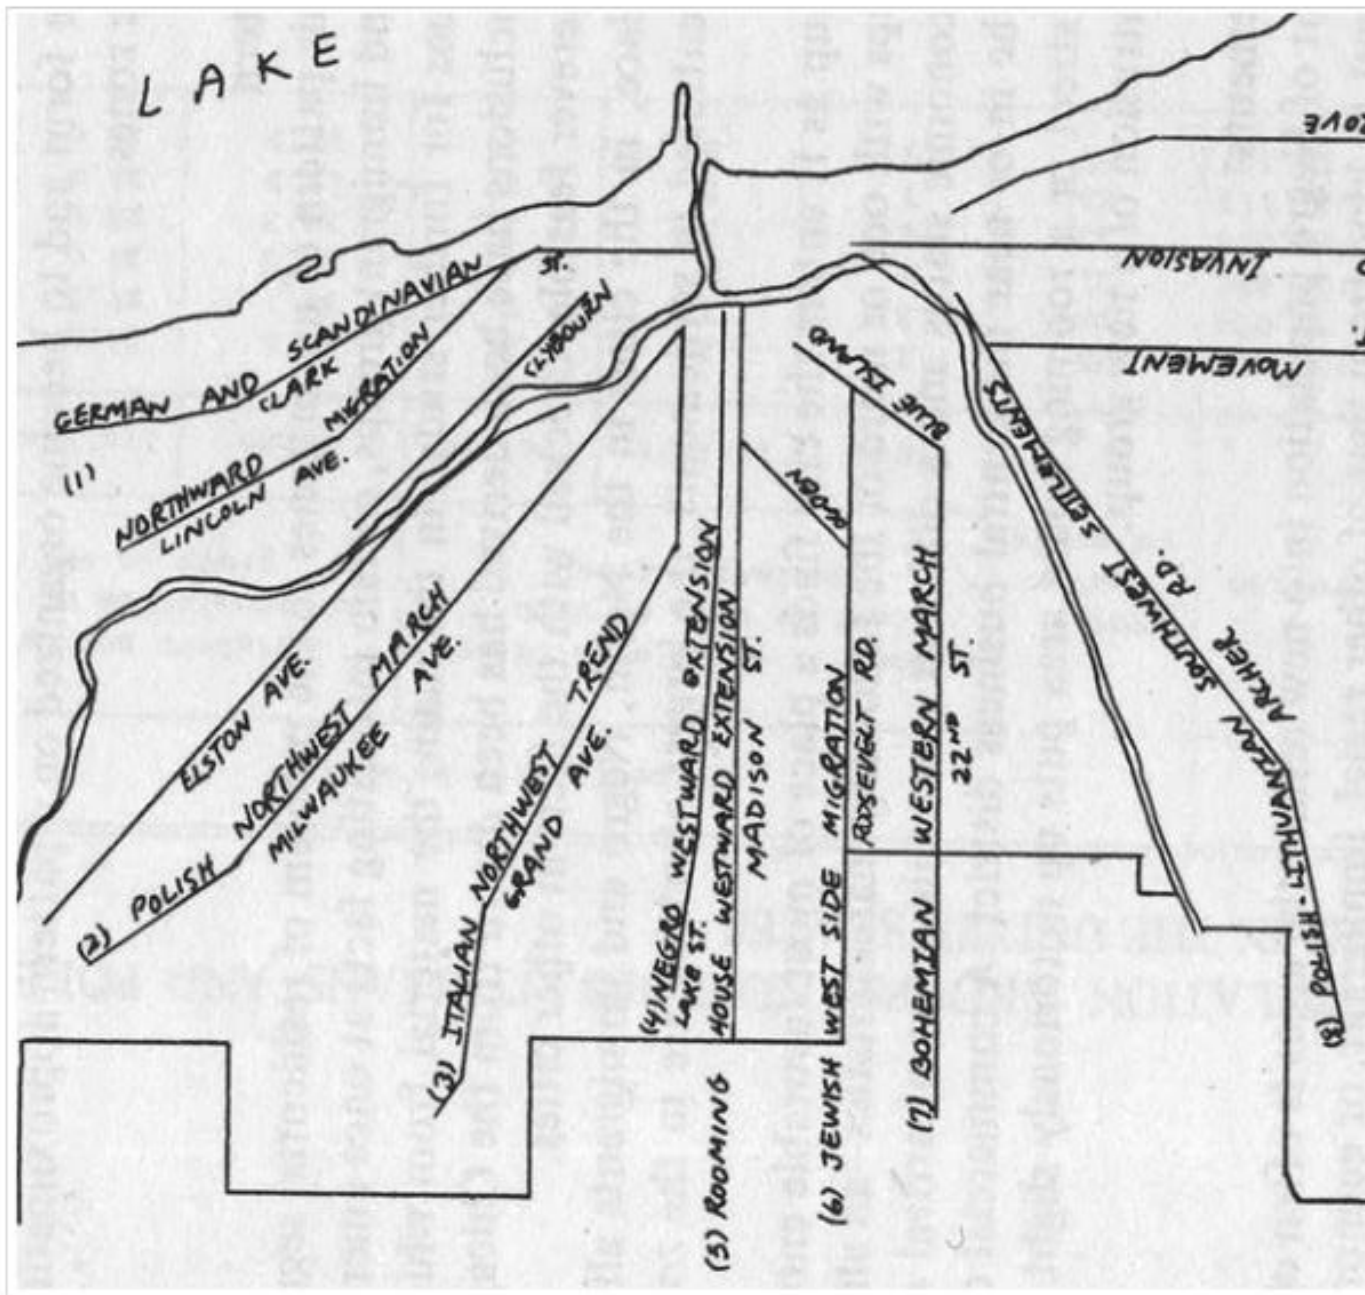 LAKE
GERMAN AND SCANDINAVIAN
CLARK ST.
(1)
NORTHWARD MIGRATION
LINCOLN AVE.
CLYBOURN
ELSTON AVE.
(2) POLISH NORTHWEST MARCH
MILWAUKEE AVE.
(3) ITALIAN NORTHWEST TREND
GRAND AVE.
(4) NEGRO WESTWARD EXTENSION
LAKE ST.
(5) ROOMING HOUSE WESTWARD EXTENSION
MADISON ST.
OGDEN
(6) JEWISH WEST SIDE MIGRATION
ROOSEVELT RD.
BLUE ISLAND
(7) BOHEMIAN WESTERN MARCH
22ND ST.
(8) POLISH-LITHUANIAN SOUTHWEST SETTLEMENTS
ARCHER RD.
INVASION
MOVEMENT